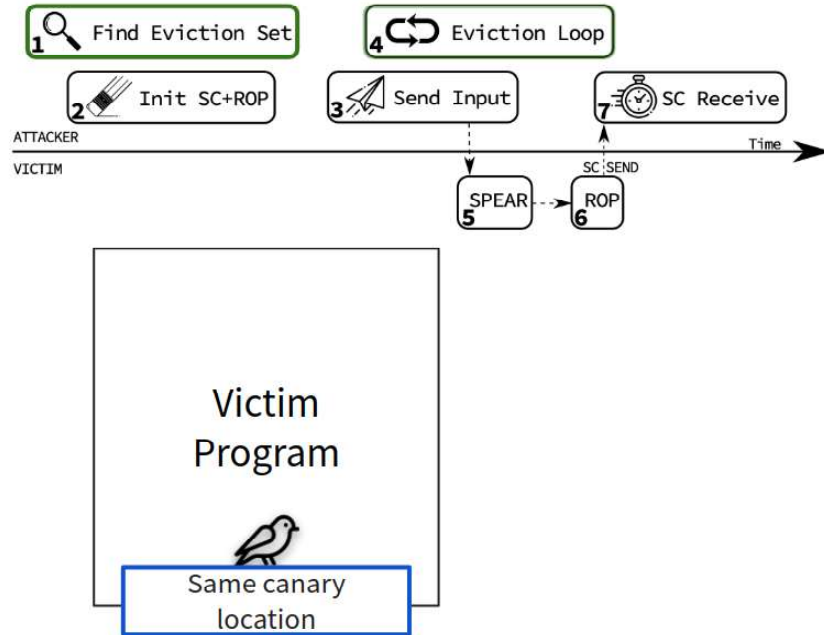 1 Find Eviction Set
4 Eviction Loop
2 Init SC+ROP
3 Send Input
7 SC Receive
ATTACKER
Time
VICTIM
SC SEND
5 SPEAR
6 ROP
Victim
Program
Same canary
location